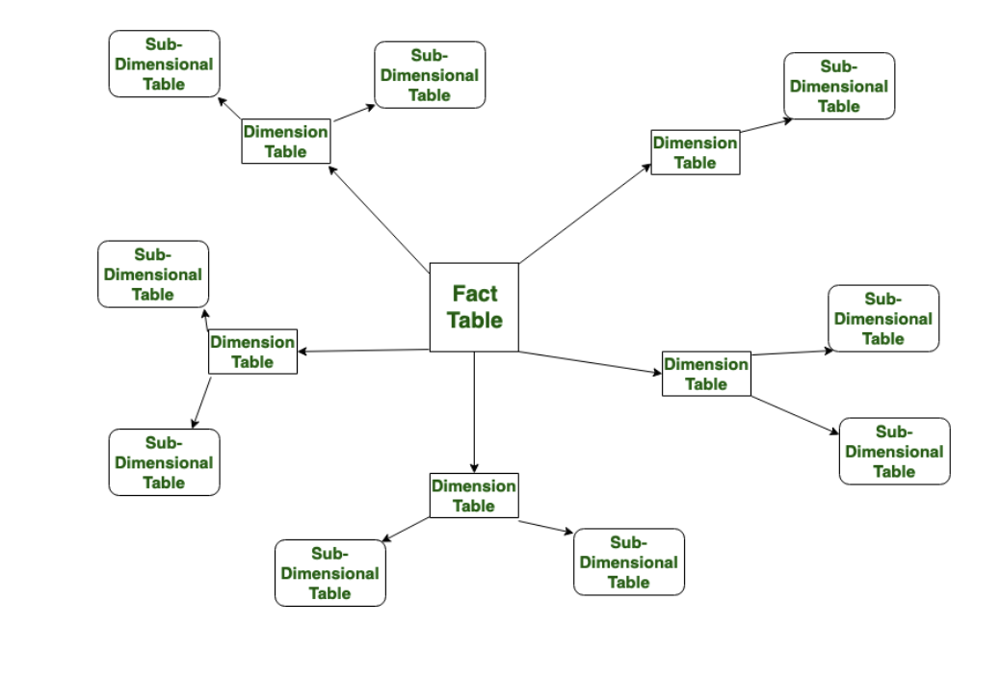 Sub-
Dimensional
Table
Sub-
Dimensional
Table
Sub-
Dimensional
Table
Dimension
Table
Dimension
Table
Sub-
Dimensional
Table
Fact
Table
Sub-
Dimensional
Table
Dimension
Table
Dimension
Table
Sub-
Dimensional
Table
Sub-
Dimensional
Table
Dimension
Table
Sub-
Dimensional
Table
Sub-
Dimensional
Table